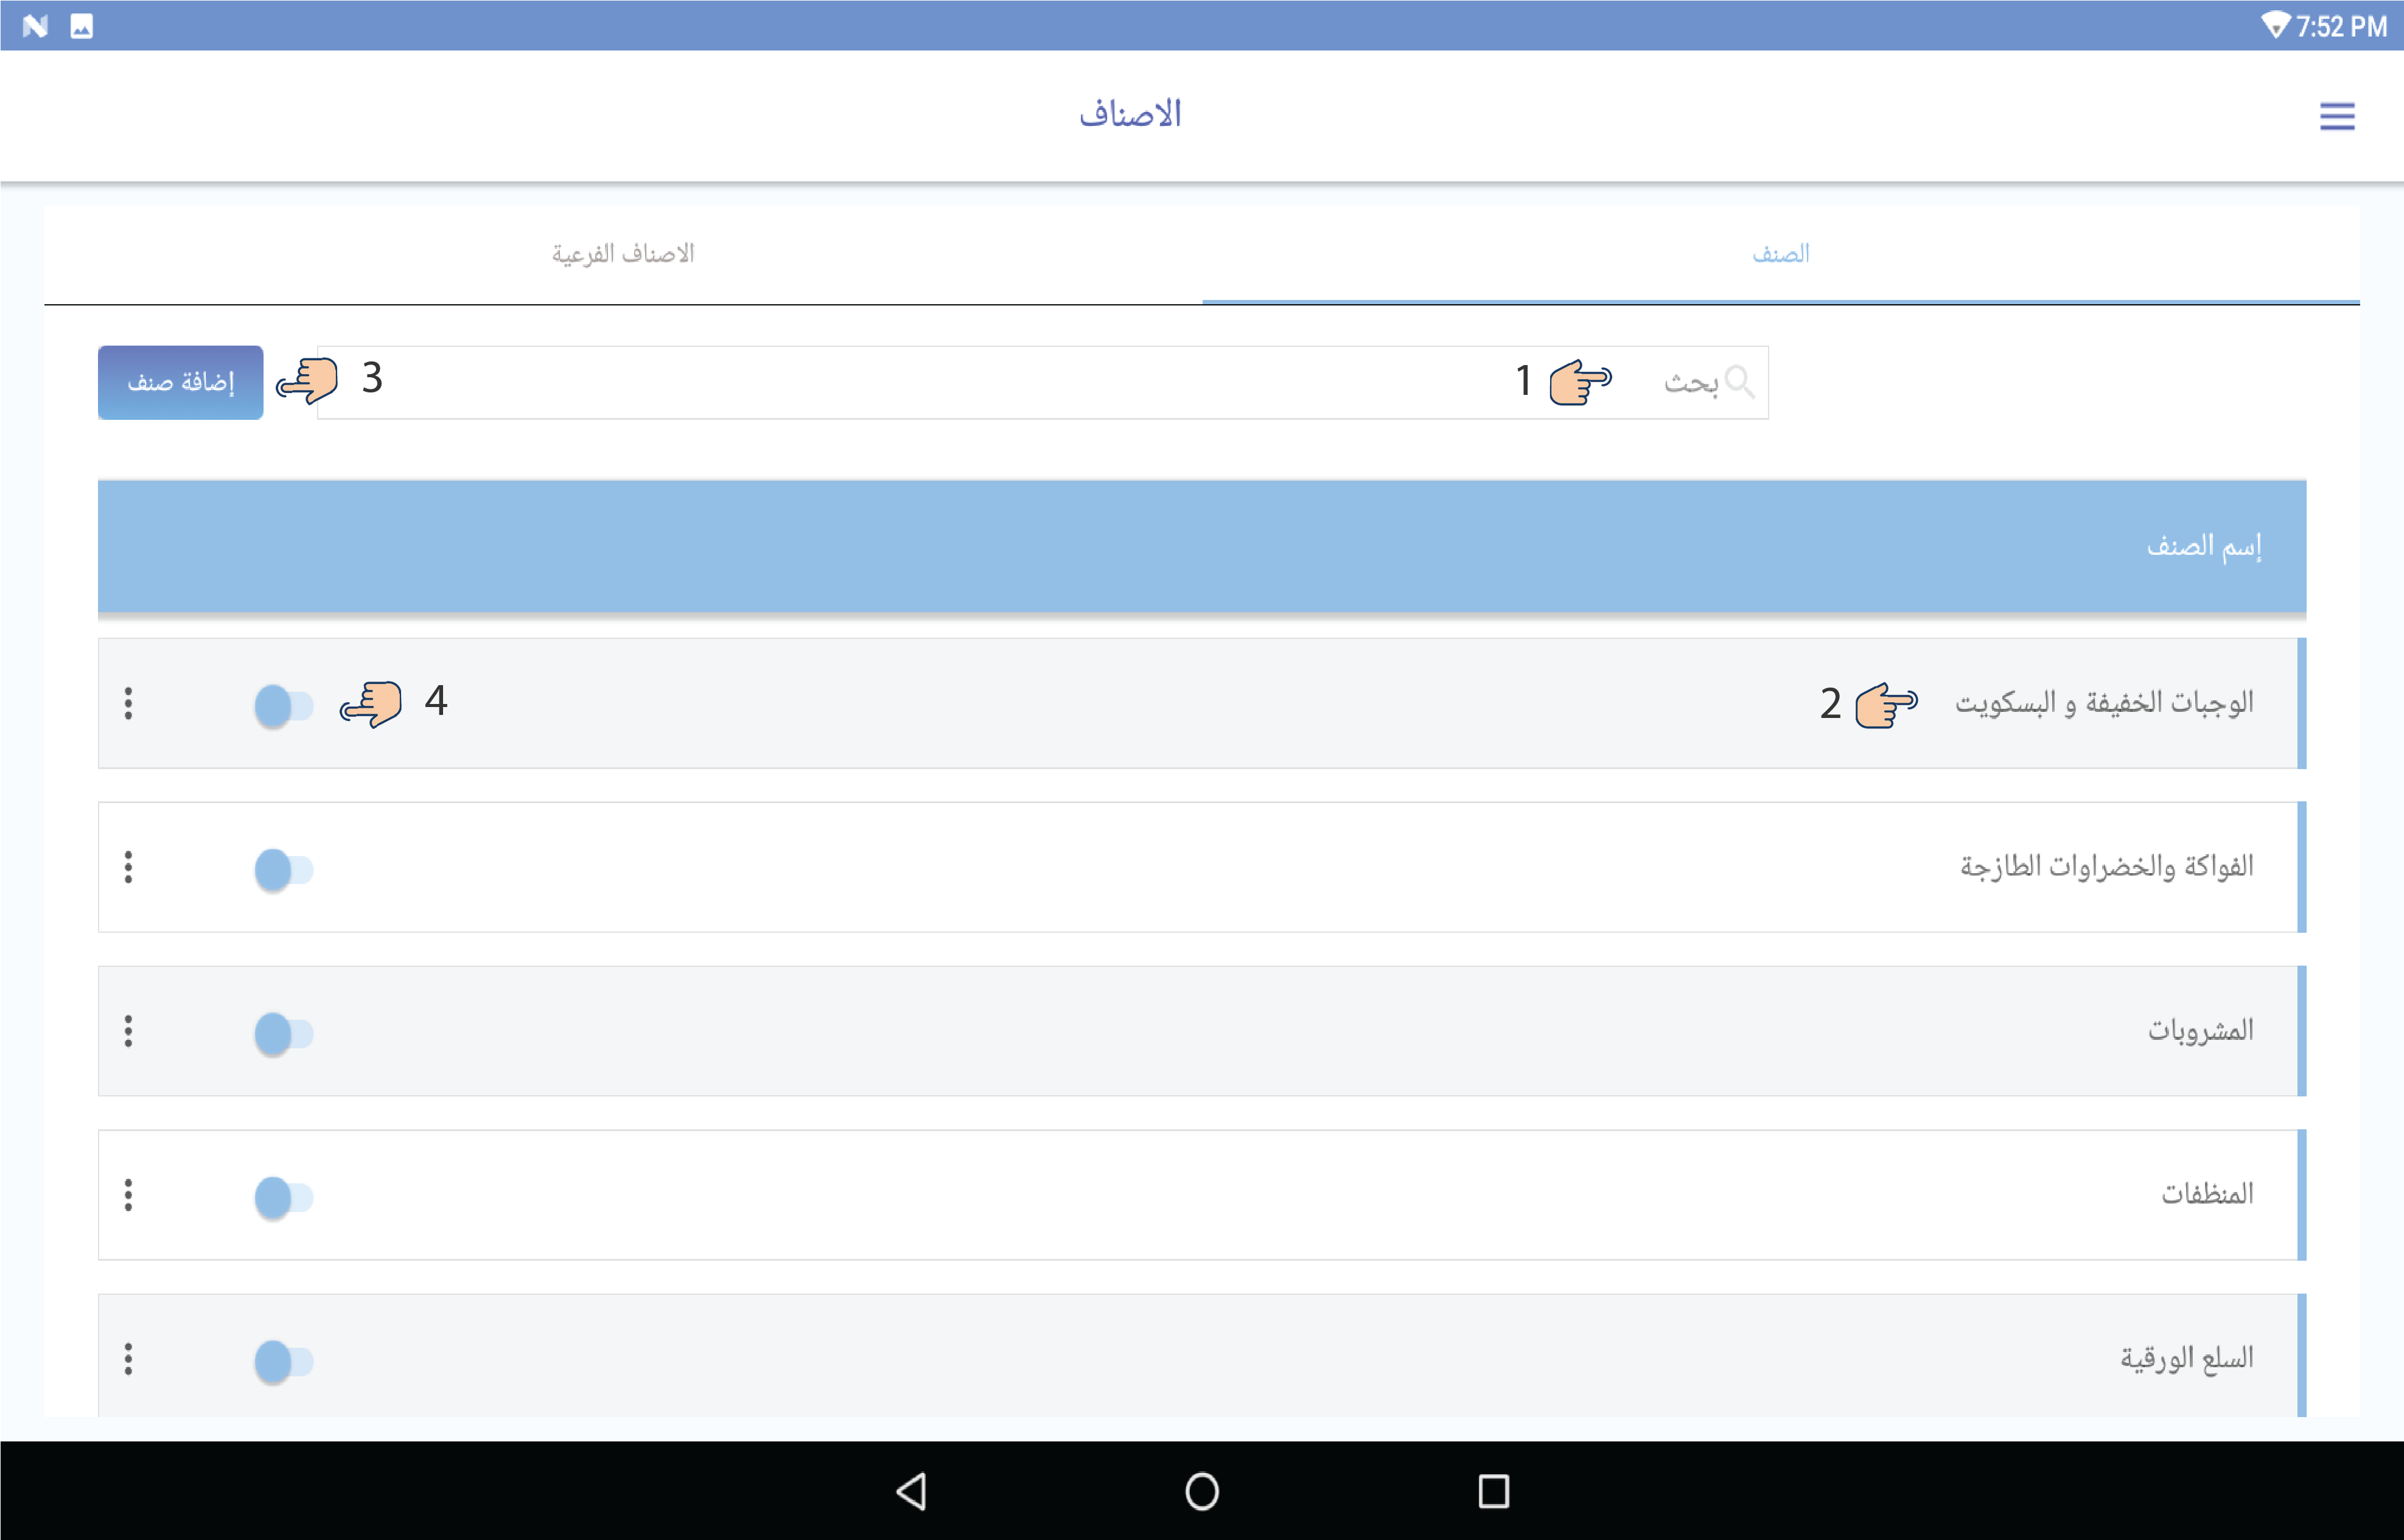 7:52 PM
الاصناف
الصنف
الاصناف الفرعية
بحث 1 3 إضافة صنف
إسم الصنف
الوجبات الخفيفة و البسكويت 2 4
الفواكة والخضراوات الطازجة
المشروبات
المنظفات
السلع الورقية